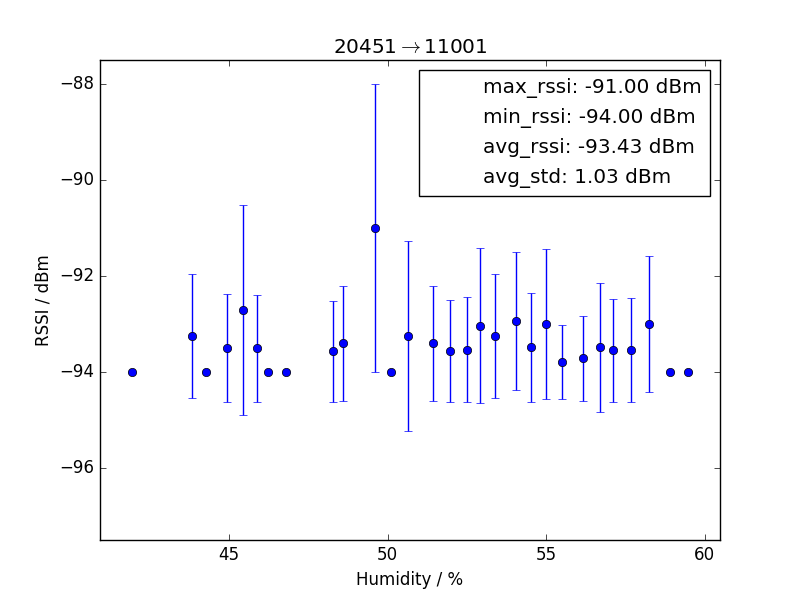 20451→11001
max_rssi: -91.00 dBm
min_rssi: -94.00 dBm
avg_rssi: -93.43 dBm
avg_std: 1.03 dBm
−88
−90
−92
−94
−96
RSSI / dBm
45 50 55 60
Humidity / %